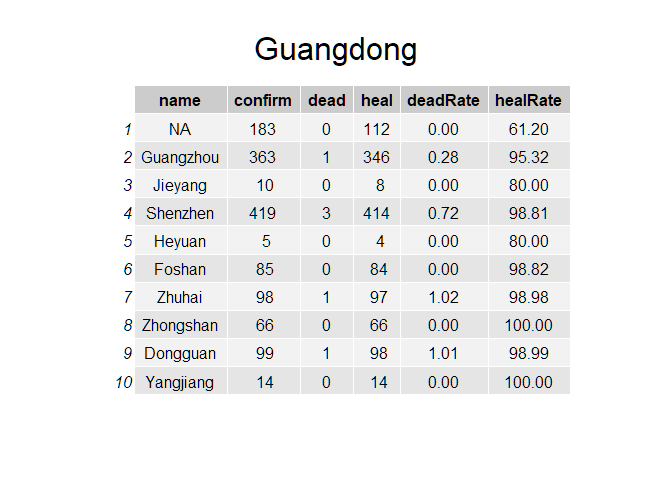 Guangdong
name confirm dead heal deadRate healRate
1 NA 183 0 112 0.00 61.20
2 Guangzhou 363 1 346 0.28 95.32
3 Jieyang 10 0 8 0.00 80.00
4 Shenzhen 419 3 414 0.72 98.81
5 Heyuan 5 0 4 0.00 80.00
6 Foshan 85 0 84 0.00 98.82
7 Zhuhai 98 1 97 1.02 98.98
8 Zhongshan 66 0 66 0.00 100.00
9 Dongguan 99 1 98 1.01 98.99
10 Yangjiang 14 0 14 0.00 100.00